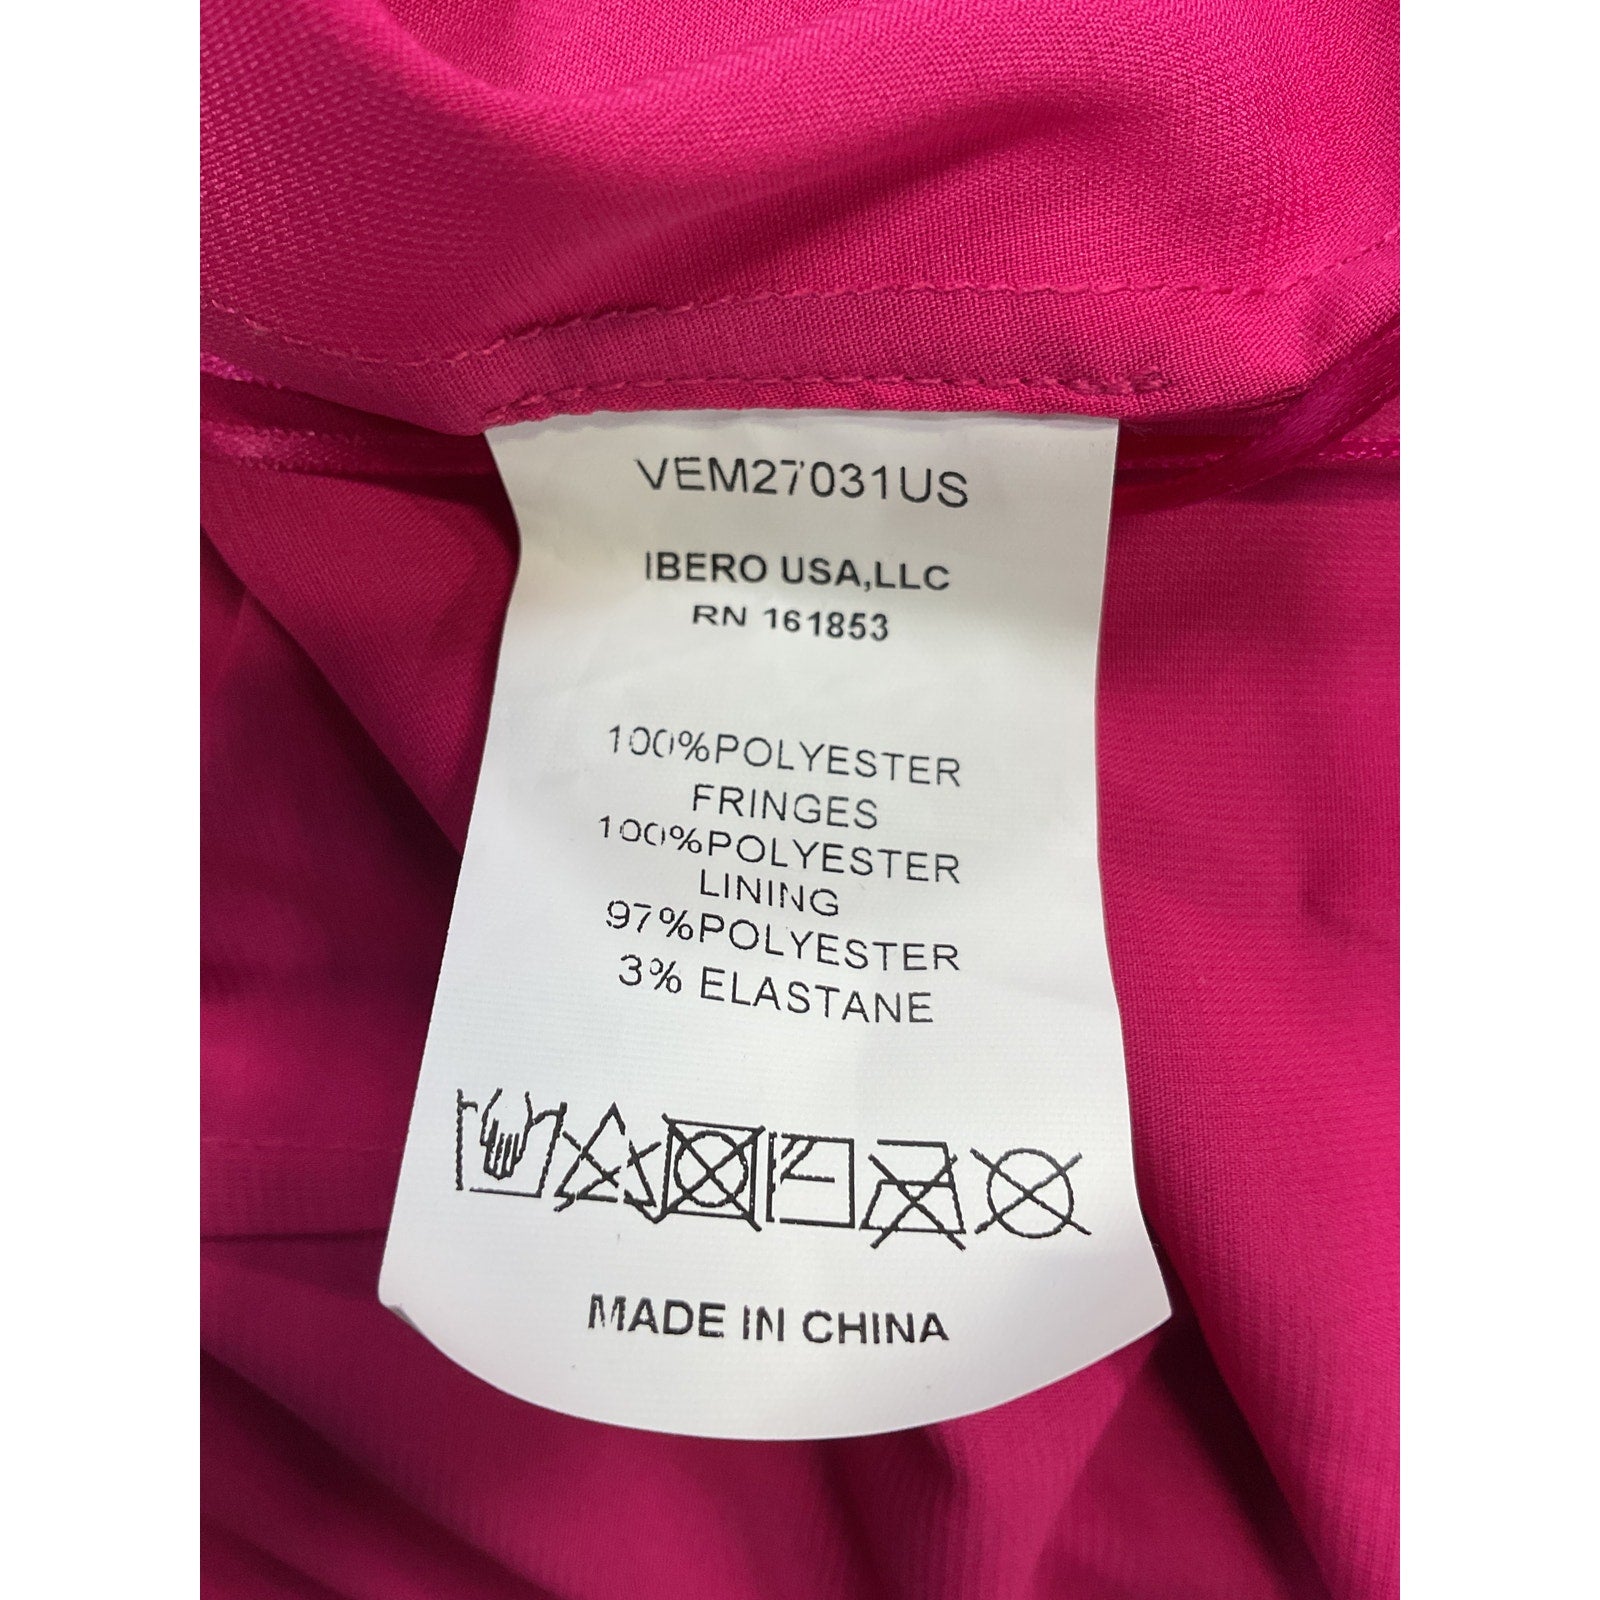 VEM27031US
IBERO USA,LLC
RN 161853
100%POLYESTER
FRINGES
100%POLYESTER
LINING
97%POLYESTER
3% ELASTANE
MADE IN CHINA